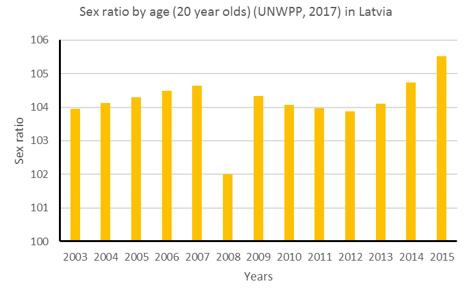 Sex ratio by age (20 year olds) (UNWPP, 2017) in Latvia
106
105
104
103
102
101
100
Sex ratio
2003 2004 2005 2006 2007 2008 2009 2010 2011 2012 2013 2014 2015
Years